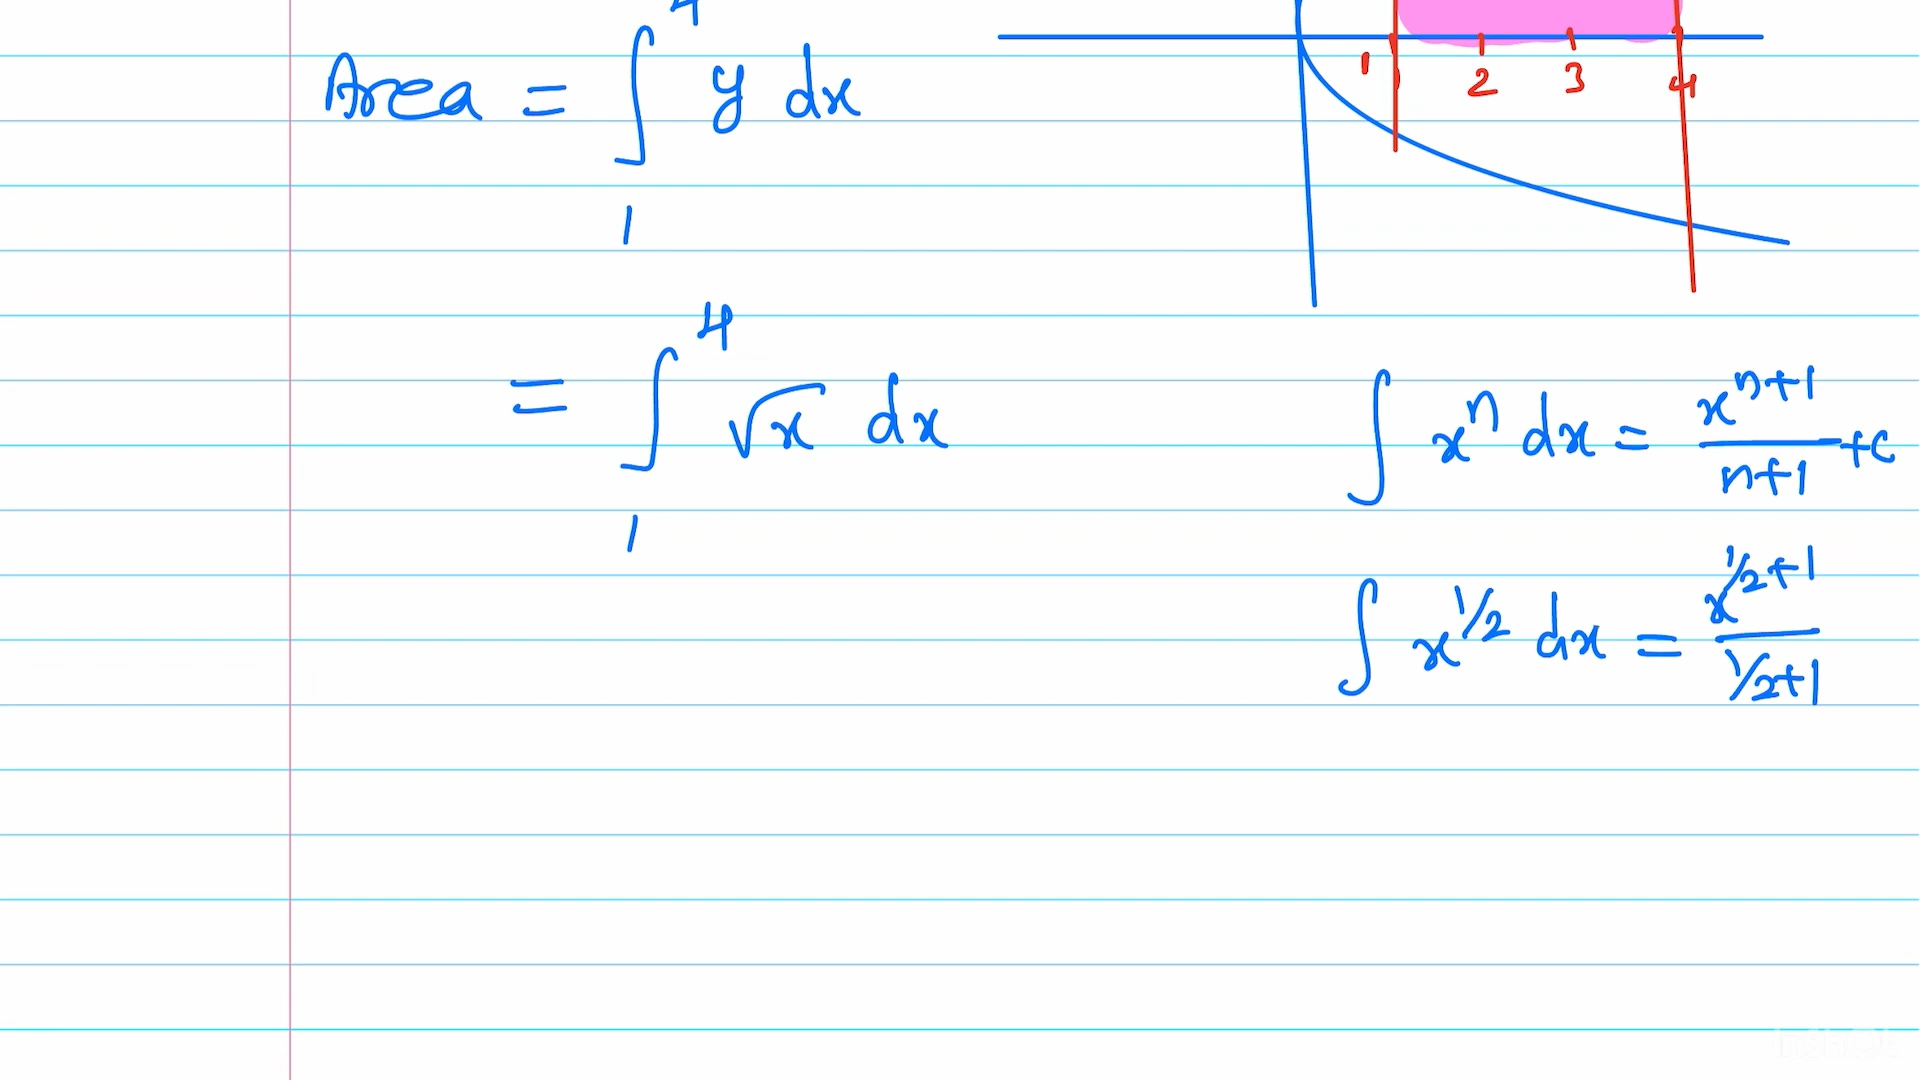 Area = ∫₁⁴ y dx
1 2 3 4
= ∫₁⁴ √x dx
∫ xⁿ dx = xⁿ⁺¹/n+1 + c
∫ x^1/2 dx = x^1/2+1 / 1/2+1